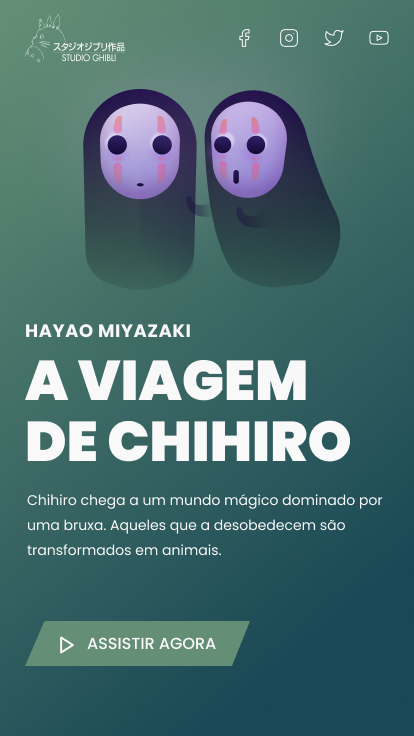 スタジオジブリ作品
STUDIO GHIBLI
HAYAO MIYAZAKI
A VIAGEM
DE CHIHIRO
Chihiro chega a um mundo mágico dominado por
uma bruxa. Aqueles que a desobedecem são
transformados em animais.
ASSISTIR AGORA